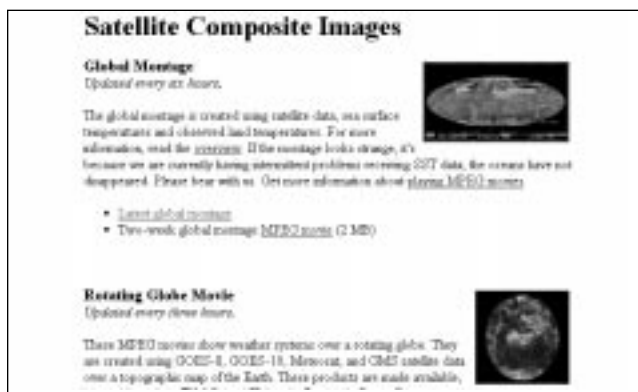 Satellite Composite Images
Global Montage
Updated every six hours.
The global montage is created using satellite data, sea surface
temperatures and observed land temperatures. For more
information, read the overview. If the montage looks strange, it's
because we are currently having intermittent problems receiving SST data, the oceans have not
disappeared. Please bear with us. Get more information about playing MPEG movies
Latest global montage
Two-week global montage MPEG movie (2 MB)
Rotating Globe Movie
Updated every three hours.
These MPEG movies show weather systems over a rotating globe. They
are created using GOES-8, GOES-10, Meteosat, and GMS satellite data
over a topographic map of the Earth. These products are made available,